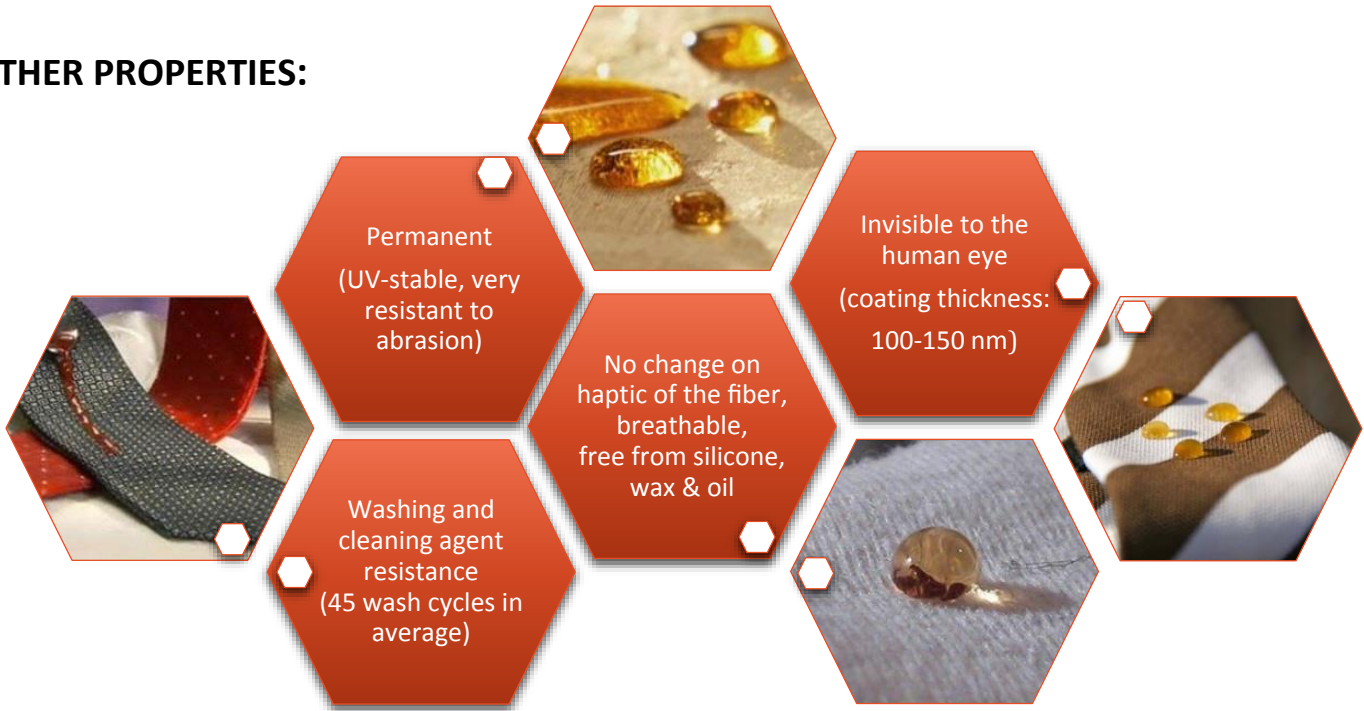 THER PROPERTIES:
Permanent
(UV-stable, very
resistant to
abrasion)
Invisible to the
human eye
(coating thickness:
100-150 nm)
No change on
haptic of the fiber,
breathable,
free from silicone,
wax & oil
Washing and
cleaning agent
resistance
(45 wash cycles in
average)